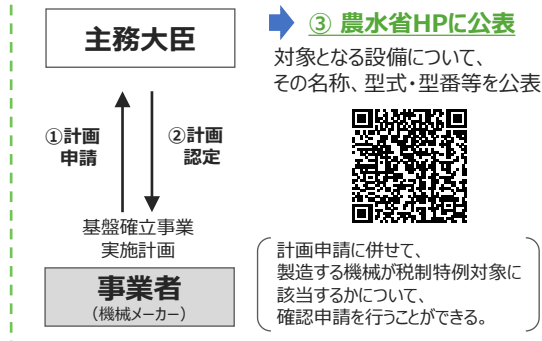 主務大臣
③ 農水省HPに公表
対象となる設備について、
その名称、型式・型番等を公表
①計画
申請
②計画
認定
基盤確立事業
実施計画
事業者
（機械メーカー）
計画申請に併せて、
製造する機械が税制特例対象に
該当するかについて、
確認申請を行うことができる。